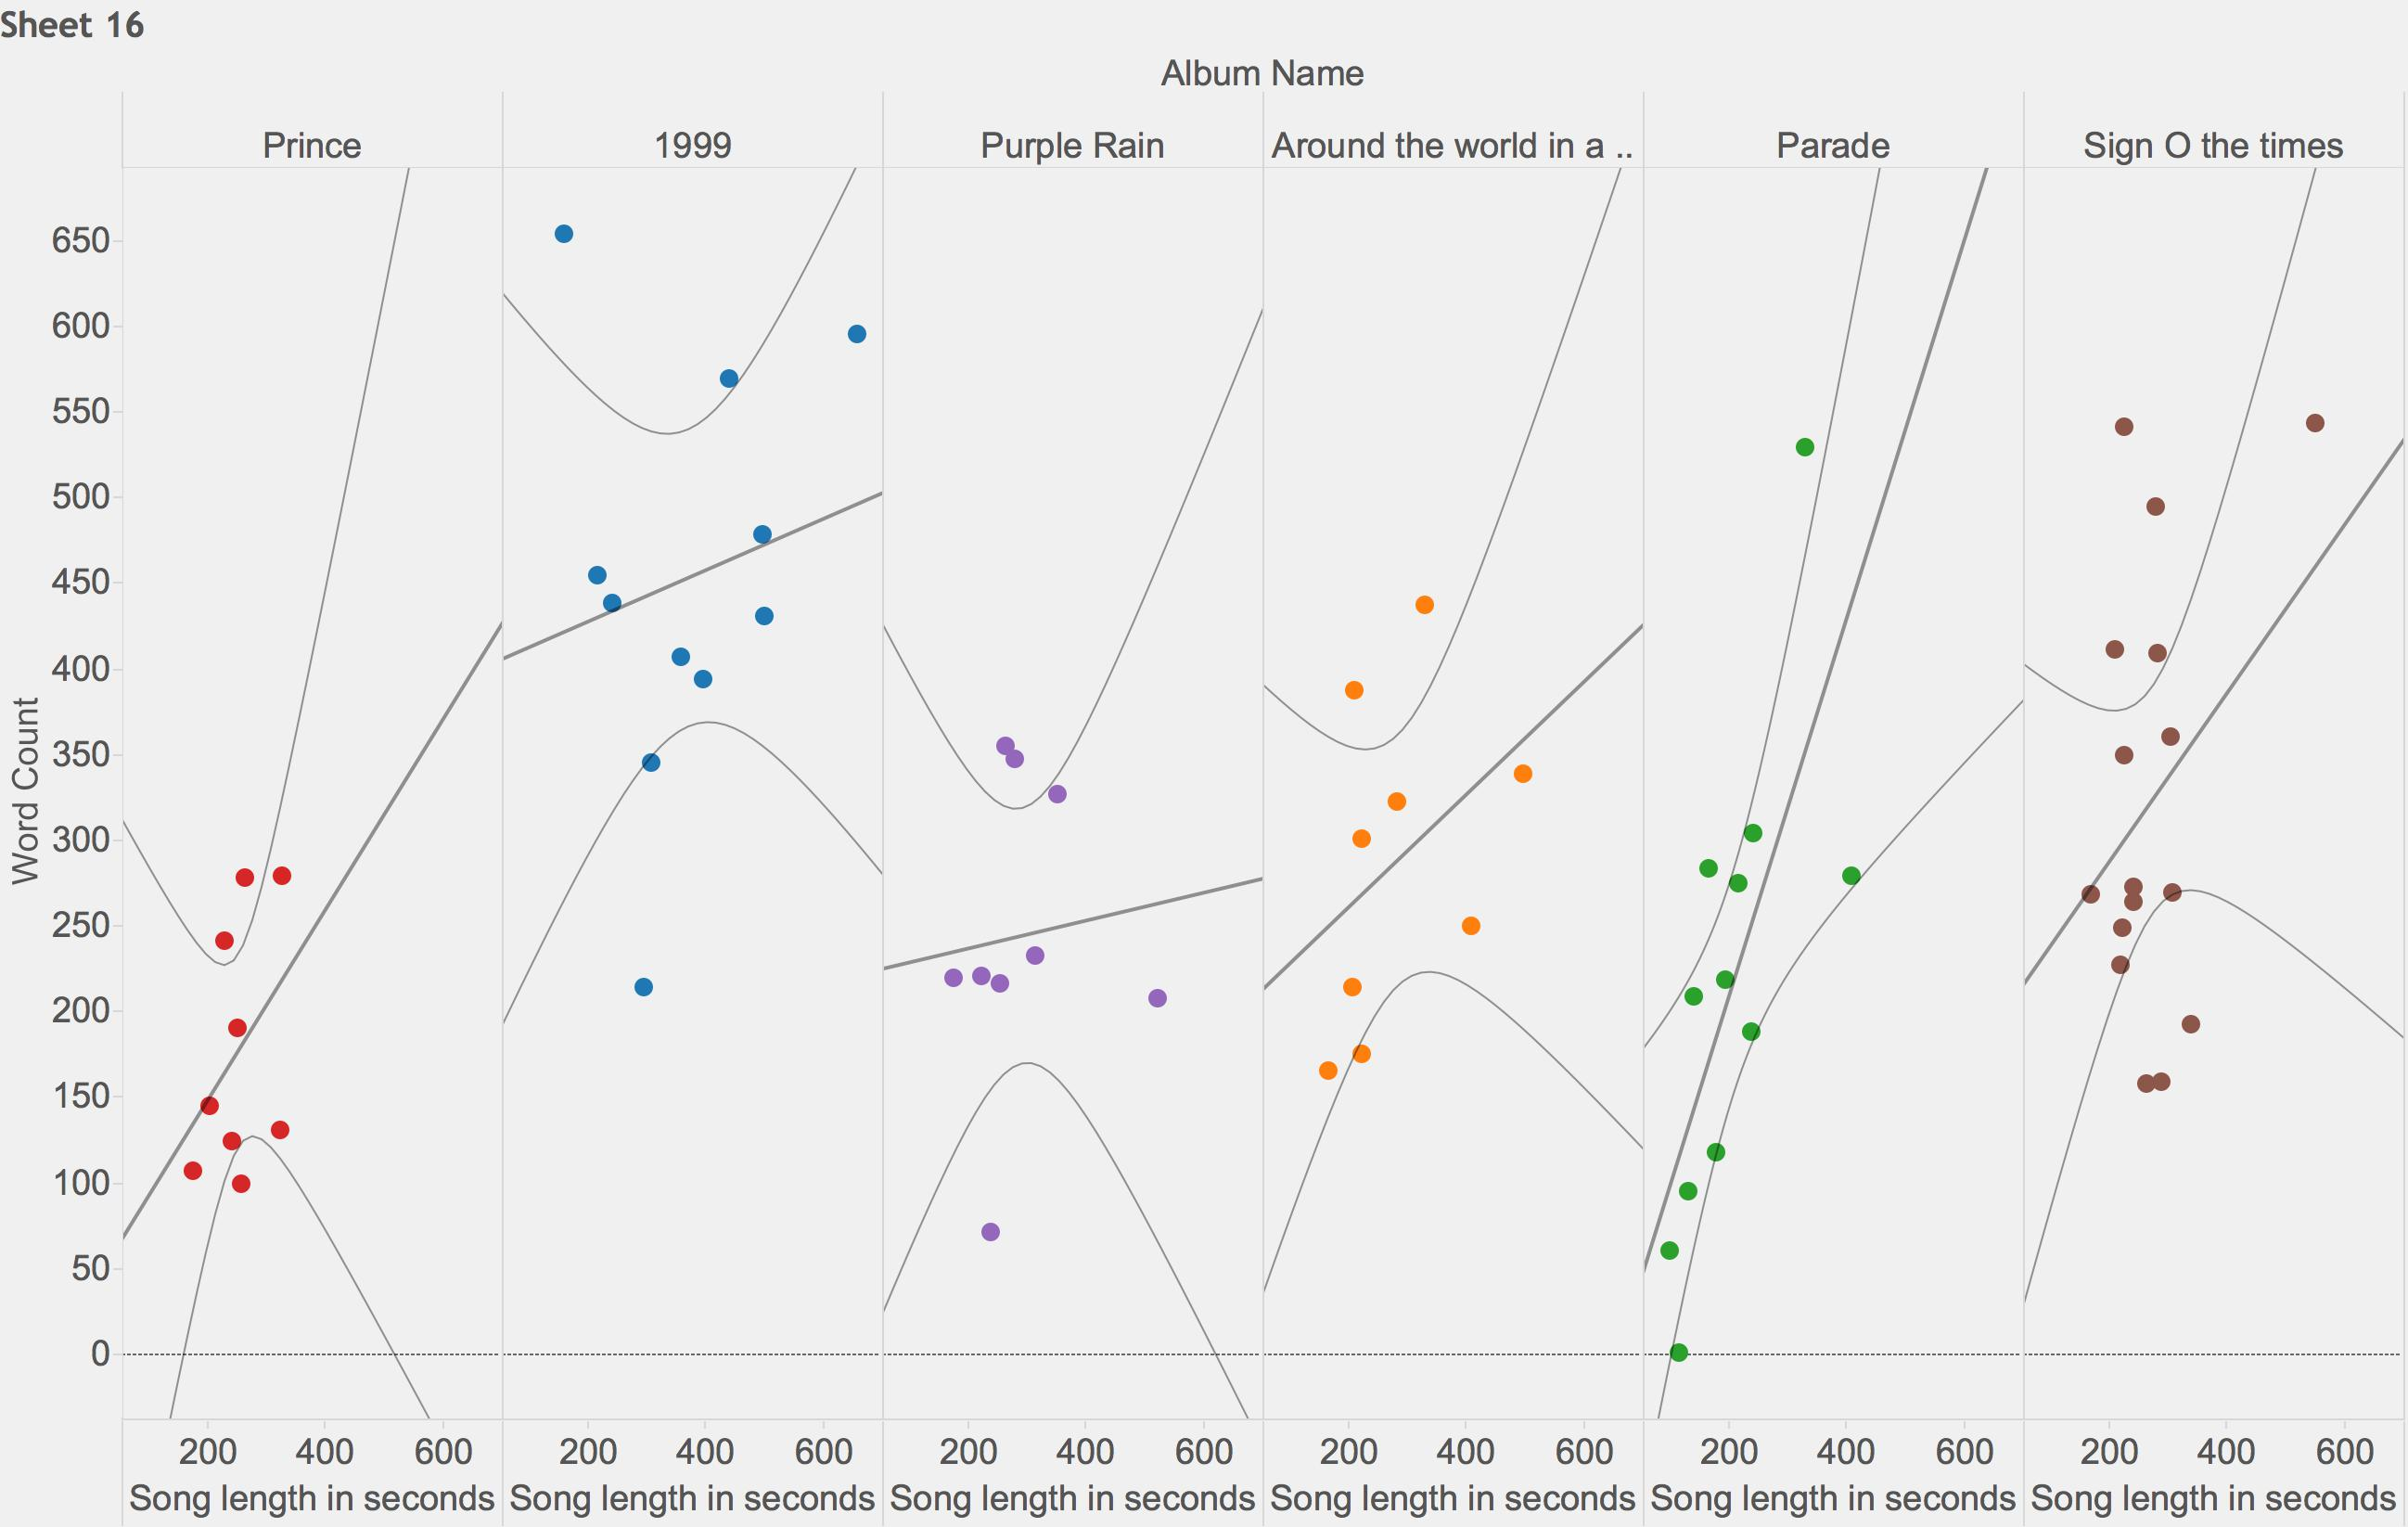 Sheet 16
Album Name
Prince 1999 Purple Rain Around the world in a .. Parade Sign O the times
Word Count
650
600
550
500
450
400
350
300
250
200
150
100
50
0
200 400 600 200 400 600 200 400 600 200 400 600 200 400 600 200 400 600
Song length in seconds Song length in seconds Song length in seconds Song length in seconds Song length in seconds Song length in seconds